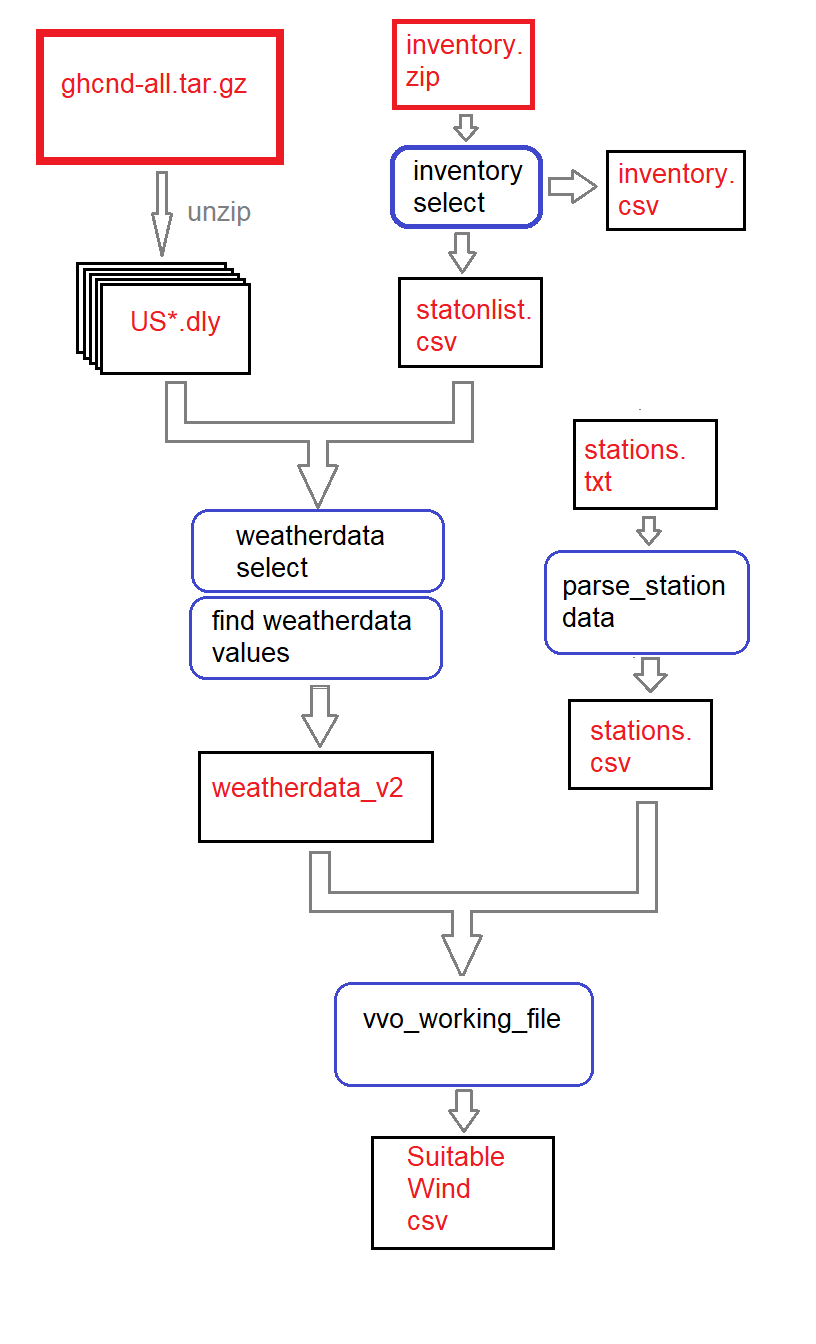 ghcnd-all.tar.gz
inventory.
zip
inventory
select
inventory.
csv
unzip
US*.dly
statonlist.
csv
stations.
txt
weatherdata
select
find weatherdata
values
parse_station
data
stations.
csv
weatherdata_v2
vvo_working_file
Suitable
Wind
csv